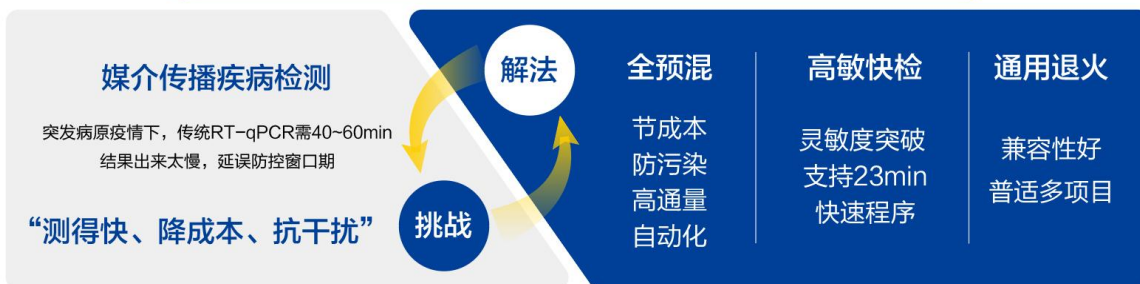 媒介传播疾病检测
突发病原疫情下，传统RT-qPCR需40~60min
结果出来太慢，延误防控窗口期
“测得快、降成本、抗干扰”
解法
挑战
全预混
节成本
防污染
高通量
自动化
高敏快检
灵敏度突破
支持23min
快速程序
通用退火
兼容性好
普适多项目